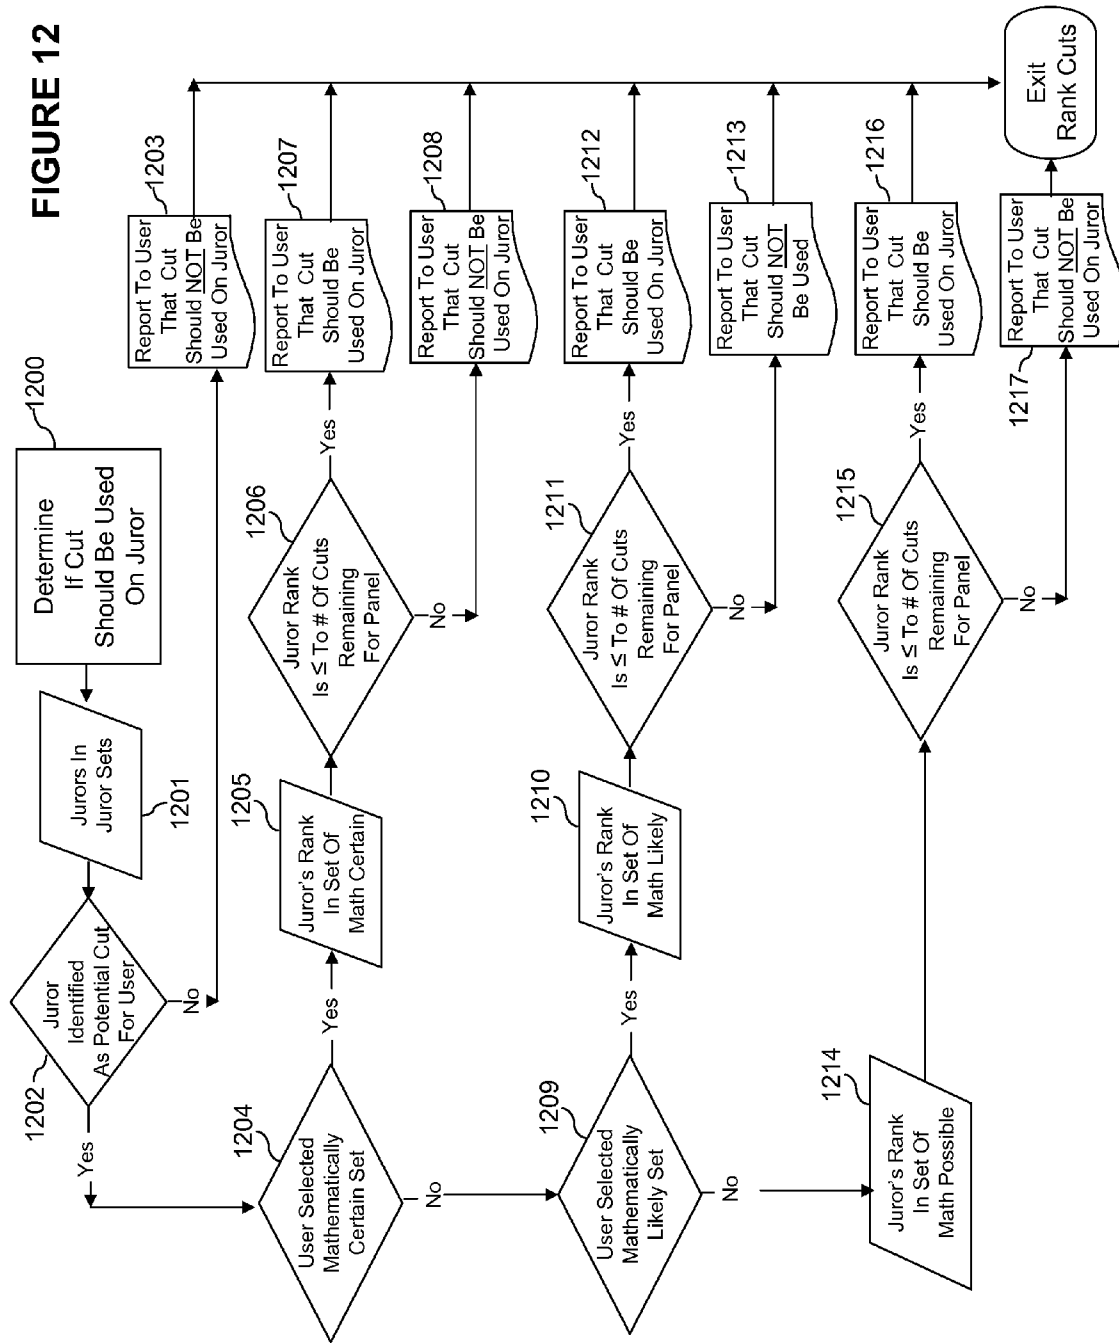 FIGURE 12
1200
Determine
If Cut
Should Be Used
On Juror
Jurors In
Juror Sets
1201
Juror
Identified
As Potential Cut
For User
1202
No
Yes
1203
Report To User
That Cut
Should NOT Be
Used On Juror
1204
User Selected
Mathematically
Certain Set
Yes
No
1205
Juror's Rank
In Set Of
Math Certain
1206
Juror Rank
Is ≤ To # Of Cuts
Remaining
For Panel
Yes
No
1207
Report To User
That Cut
Should Be
Used On Juror
1208
Report To User
That Cut
Should NOT Be
Used On Juror
1209
User Selected
Mathematically
Likely Set
Yes
No
1210
Juror's Rank
In Set Of
Math Likely
1211
Juror Rank
Is ≤ To # Of Cuts
Remaining
For Panel
Yes
No
1212
Report To User
That Cut
Should Be
Used On Juror
1213
Report To User
That Cut
Should NOT
Be Used
1214
Juror's Rank
In Set Of
Math Possible
1215
Juror Rank
Is ≤ To # Of Cuts
Remaining
For Panel
Yes
No
1216
Report To User
That Cut
Should Be
Used On Juror
1217
Report To User
That Cut
Should NOT Be
Used On Juror
Exit
Rank Cuts